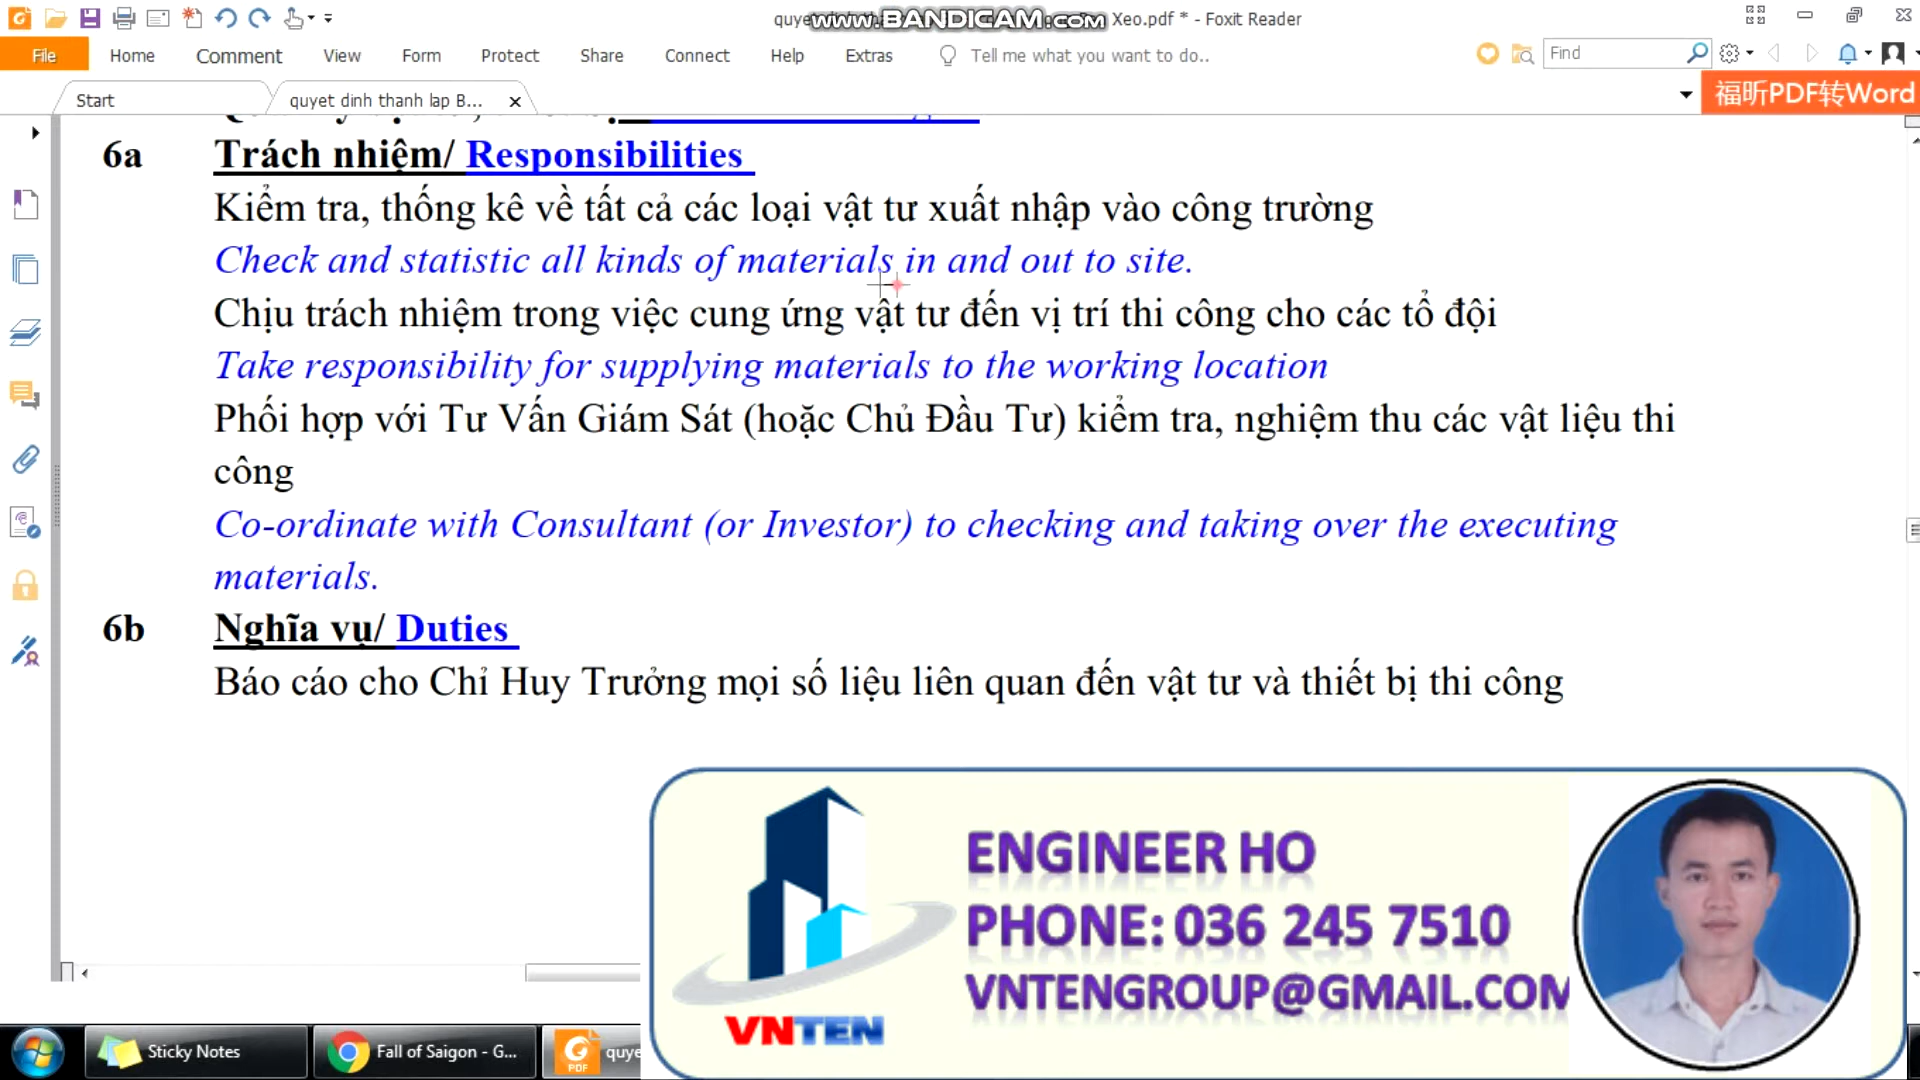 quyet
www.BANDICAM.com
Xeo.pdf * - Foxit Reader
File
Home
Comment
View
Form
Protect
Share
Connect
Help
Extras
Tell me what you want to do..
Find
Start
quyet dinh thanh lap B...
福昕PDF转Word
6a Trách nhiệm/ Responsibilities
Kiểm tra, thống kê về tất cả các loại vật tư xuất nhập vào công trường
Check and statistic all kinds of materials in and out to site.
Chịu trách nhiệm trong việc cung ứng vật tư đến vị trí thi công cho các tổ đội
Take responsibility for supplying materials to the working location
Phối hợp với Tư Vấn Giám Sát (hoặc Chủ Đầu Tư) kiểm tra, nghiệm thu các vật liệu thi
công
Co-ordinate with Consultant (or Investor) to checking and taking over the executing
materials.
6b Nghĩa vụ/ Duties
Báo cáo cho Chỉ Huy Trưởng mọi số liệu liên quan đến vật tư và thiết bị thi công
ENGINEER HO
PHONE: 036 245 7510
VNTENGROUP@GMAIL.COM
VNTEN
Sticky Notes
Fall of Saigon - G...
PDF
quye